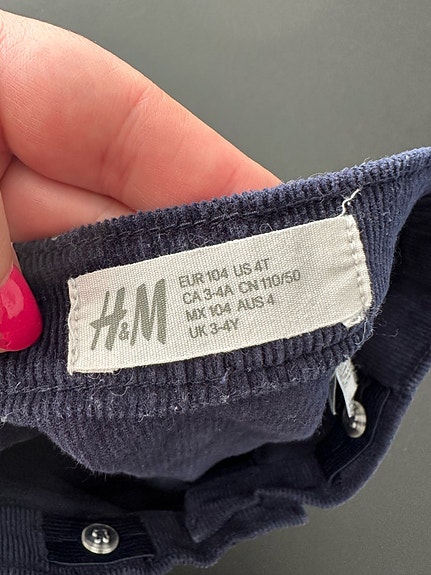 H&M
EUR 104 US 4T
CA 3-4A CN 110/50
MX 104 AUS 4
UK 3-4Y